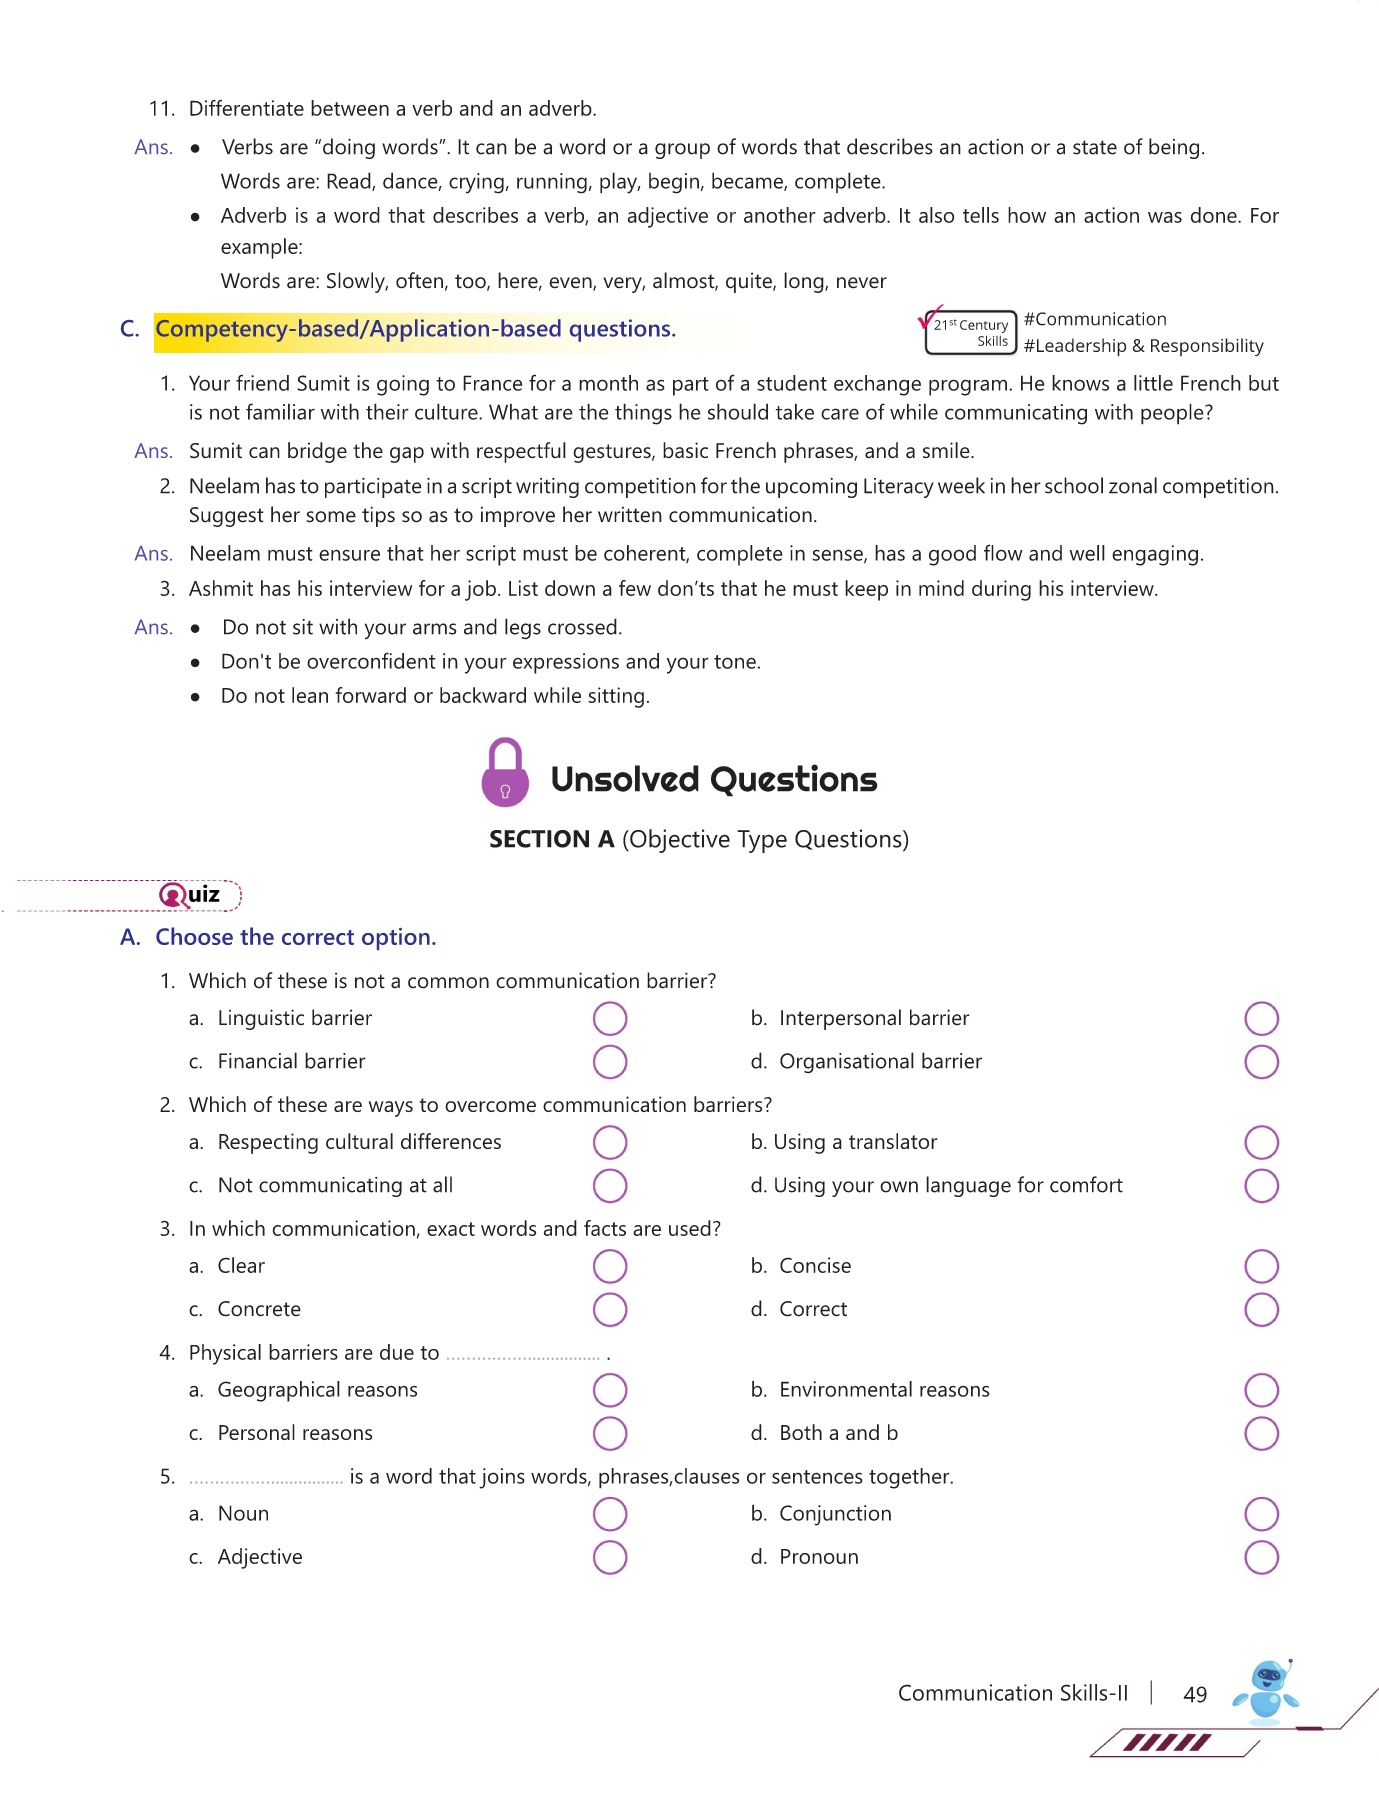 11. Differentiate between a verb and an adverb.
Ans. ● Verbs are “doing words”. It can be a word or a group of words that describes an action or a state of being.
Words are: Read, dance, crying, running, play, begin, became, complete.
● Adverb is a word that describes a verb, an adjective or another adverb. It also tells how an action was done. For
example:
Words are: Slowly, often, too, here, even, very, almost, quite, long, never
C. Competency-based/Application-based questions.
21st Century
Skills
#Communication
#Leadership & Responsibility
1. Your friend Sumit is going to France for a month as part of a student exchange program. He knows a little French but
is not familiar with their culture. What are the things he should take care of while communicating with people?
Ans. Sumit can bridge the gap with respectful gestures, basic French phrases, and a smile.
2. Neelam has to participate in a script writing competition for the upcoming Literacy week in her school zonal competition.
Suggest her some tips so as to improve her written communication.
Ans. Neelam must ensure that her script must be coherent, complete in sense, has a good flow and well engaging.
3. Ashmit has his interview for a job. List down a few don’ts that he must keep in mind during his interview.
Ans. ● Do not sit with your arms and legs crossed.
● Don't be overconfident in your expressions and your tone.
● Do not lean forward or backward while sitting.
Unsolved Questions
SECTION A (Objective Type Questions)
Quiz
A. Choose the correct option.
1. Which of these is not a common communication barrier?
a. Linguistic barrier b. Interpersonal barrier
c. Financial barrier d. Organisational barrier
2. Which of these are ways to overcome communication barriers?
a. Respecting cultural differences b. Using a translator
c. Not communicating at all d. Using your own language for comfort
3. In which communication, exact words and facts are used?
a. Clear b. Concise
c. Concrete d. Correct
4. Physical barriers are due to .............................. .
a. Geographical reasons b. Environmental reasons
c. Personal reasons d. Both a and b
5. .............................. is a word that joins words, phrases,clauses or sentences together.
a. Noun b. Conjunction
c. Adjective d. Pronoun
Communication Skills-II | 49